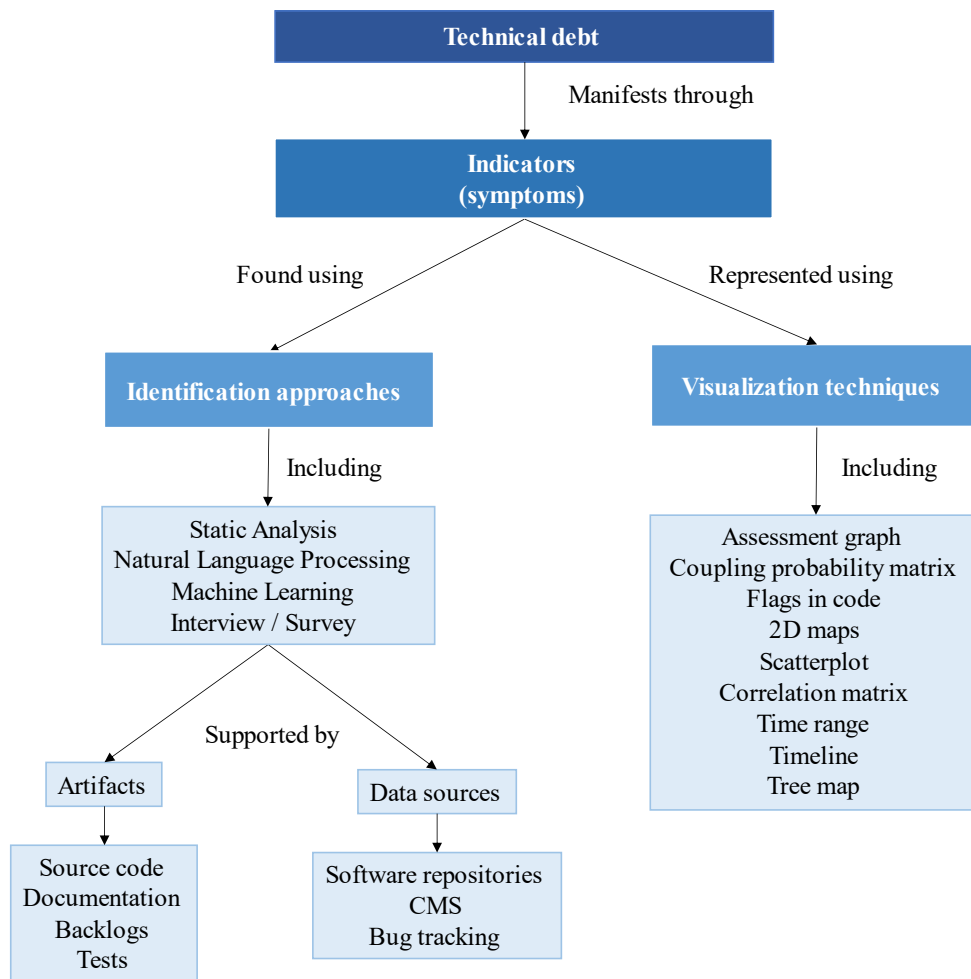 Technical debt
Manifests through
Indicators
(symptoms)
Found using
Represented using
Identification approaches
Visualization techniques
Including
Including
Static Analysis
Natural Language Processing
Machine Learning
Interview / Survey
Assessment graph
Coupling probability matrix
Flags in code
2D maps
Scatterplot
Correlation matrix
Time range
Timeline
Tree map
Supported by
Artifacts
Data sources
Source code
Documentation
Backlogs
Tests
Software repositories
CMS
Bug tracking